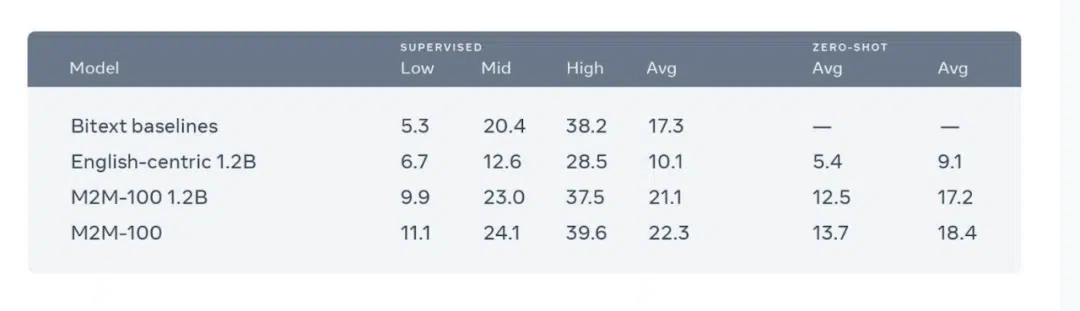 SUPERVISED ZERO-SHOT
Model Low Mid High Avg Avg Avg
Bitext baselines 5.3 20.4 38.2 17.3 — —
English-centric 1.2B 6.7 12.6 28.5 10.1 5.4 9.1
M2M-100 1.2B 9.9 23.0 37.5 21.1 12.5 17.2
M2M-100 11.1 24.1 39.6 22.3 13.7 18.4